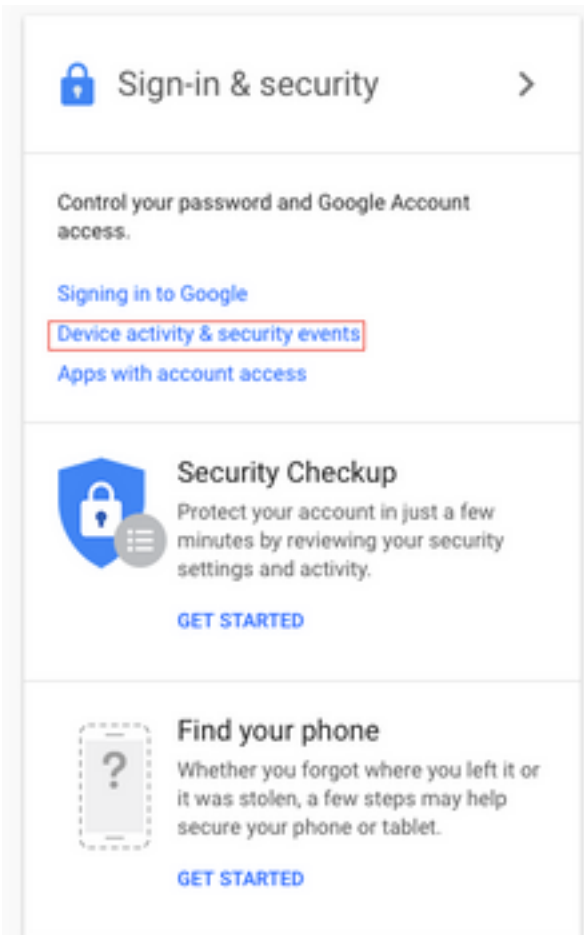 Sign-in & security
Control your password and Google Account
access.
Signing in to Google
Device activity & security events
Apps with account access
Security Checkup
Protect your account in just a few
minutes by reviewing your security
settings and activity.
GET STARTED
?
Find your phone
Whether you forgot where you left it or
it was stolen, a few steps may help
secure your phone or tablet.
GET STARTED